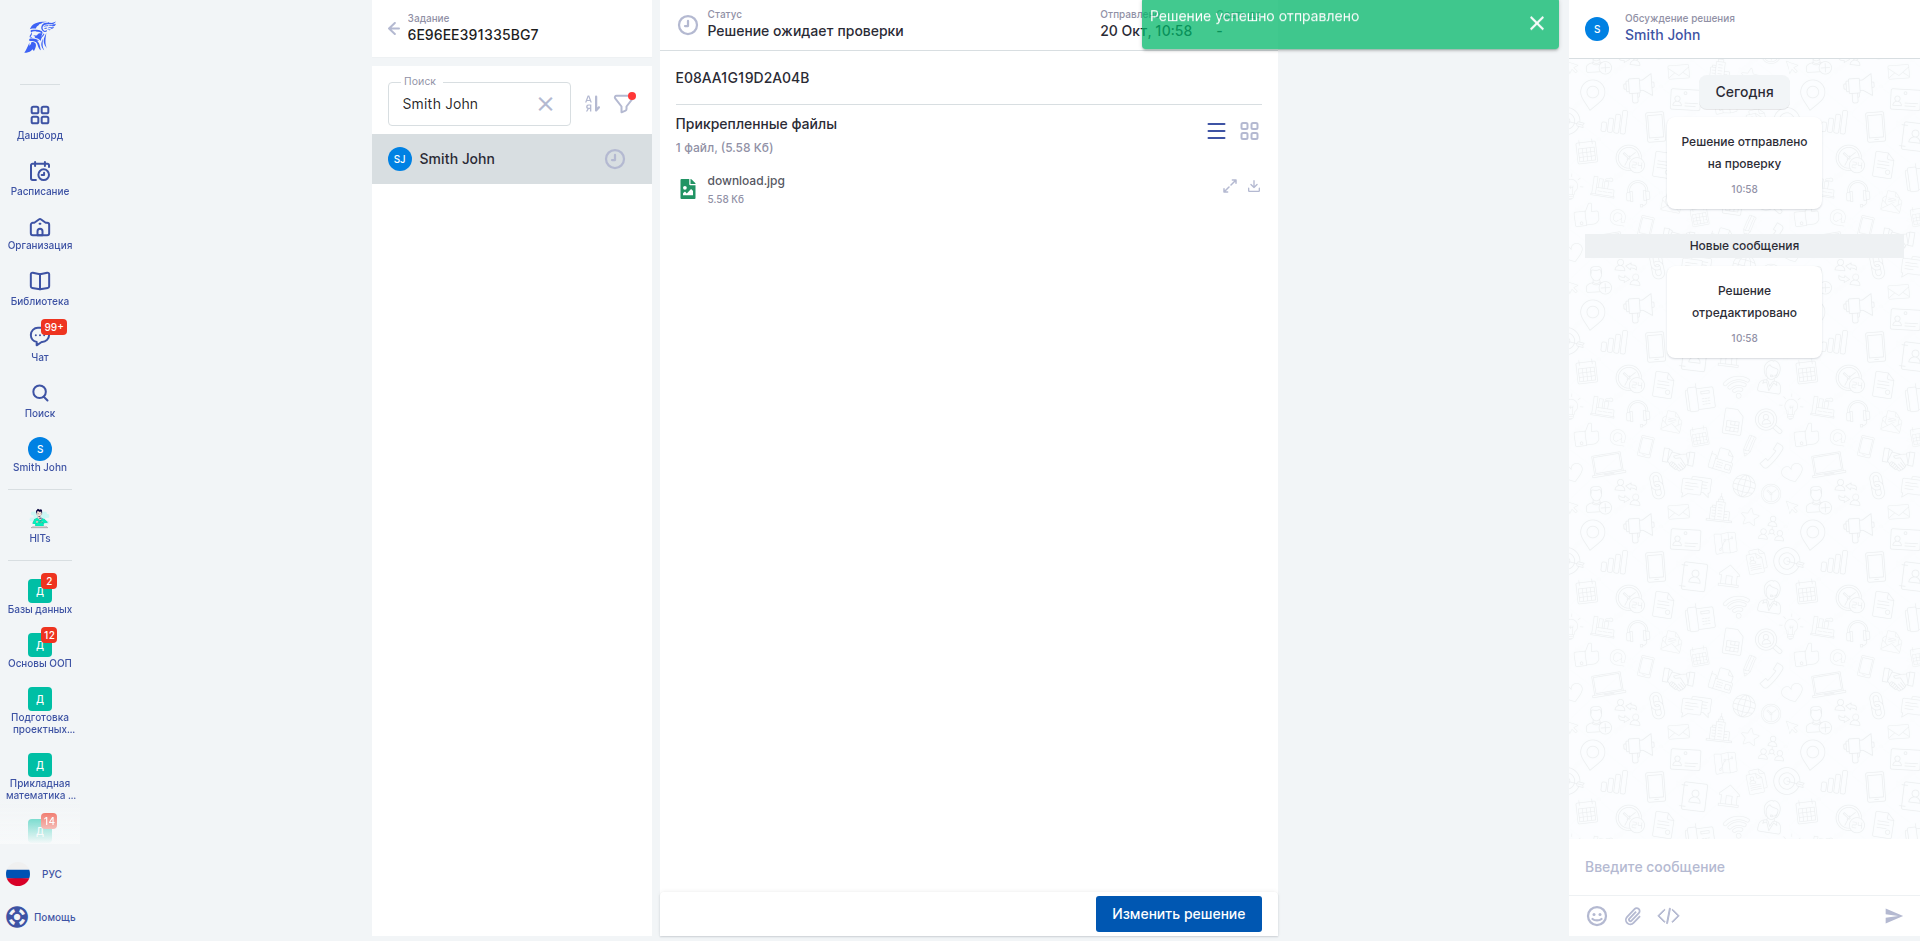 Дашборд
Расписание
Организация
Библиотека
99+
Чат
Поиск
S
Smith John
HITs
2
Д
Базы данных
12
Д
Основы ООП
Д
Подготовка
проектных...
Д
Прикладная
математика ...
14
Д
РУС
Помощь
Задание
6E96EE391335BG7
Поиск
Smith John
АЯ
SJ Smith John
Статус
Решение ожидает проверки
20 Окт, 10:58
-
Решение успешно отправлено
E08AA1G19D2A04B
Прикрепленные файлы
1 файл, (5.58 Кб)
download.jpg
5.58 Кб
Изменить решение
S
Обсуждение решения
Smith John
Сегодня
Решение отправлено
на проверку
10:58
Новые сообщения
Решение
отредактировано
10:58
Введите сообщение